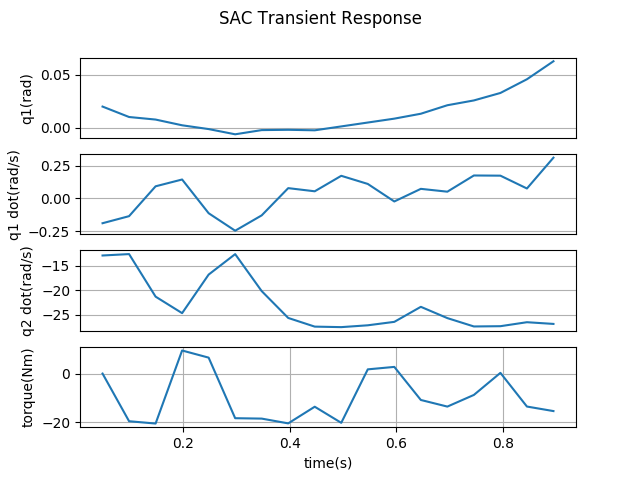 SAC Transient Response
q1(rad)
0.05
0.00
q1 dot(rad/s)
0.25
0.00
−0.25
q2 dot(rad/s)
−15
−20
−25
torque(Nm)
0
−20
0.2 0.4 0.6 0.8
time(s)